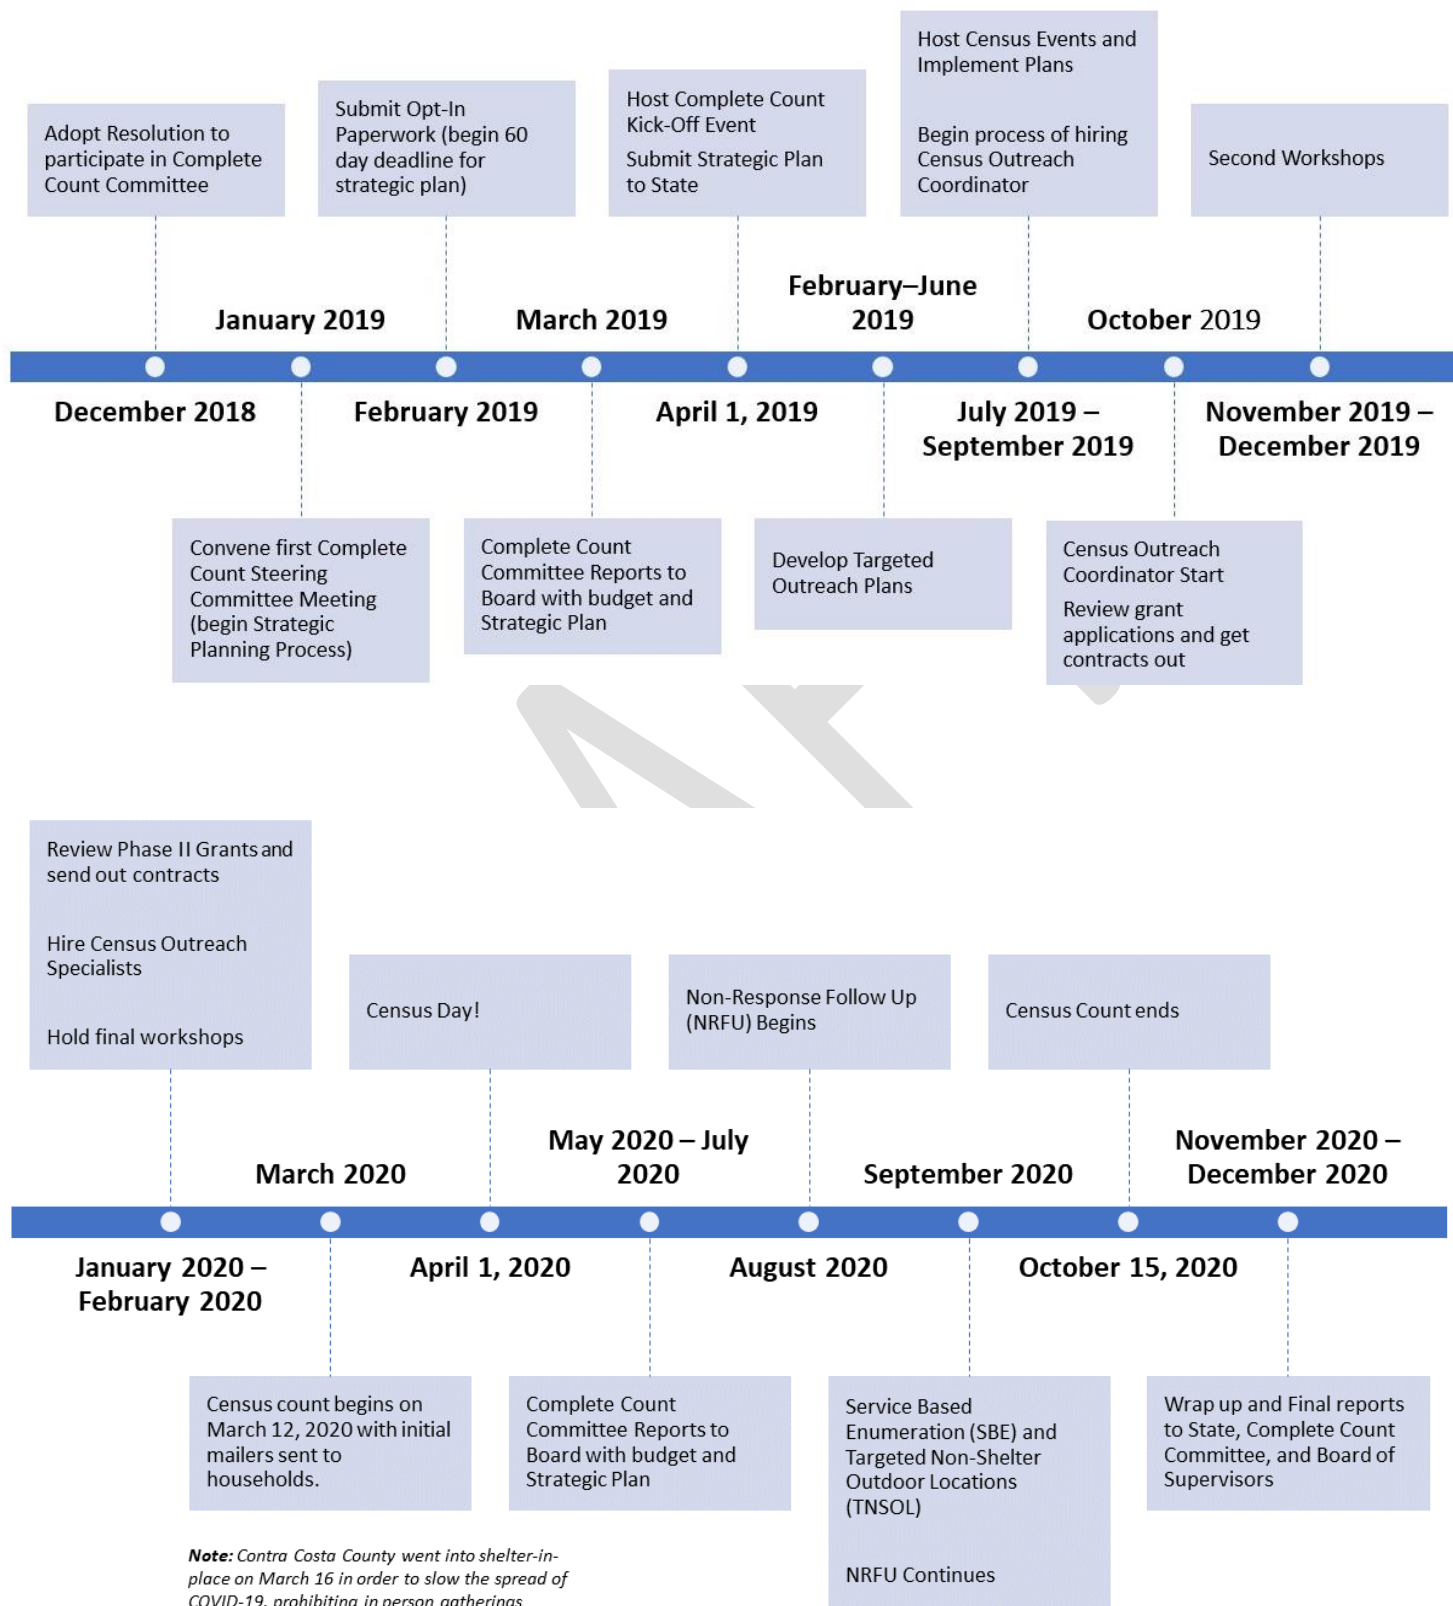 Host Census Events and
Implement Plans
Begin process of hiring
Census Outreach
Coordinator
Host Complete Count
Kick-Off Event
Submit Strategic Plan
to State
Submit Opt-In
Paperwork (begin 60
day deadline for
strategic plan)
Adopt Resolution to
participate in Complete
Count Committee
Second Workshops
January 2019
March 2019
February–June
2019
October 2019
December 2018
February 2019
April 1, 2019
July 2019 –
September 2019
November 2019 –
December 2019
Convene first Complete
Count Steering
Committee Meeting
(begin Strategic
Planning Process)
Complete Count
Committee Reports to
Board with budget and
Strategic Plan
Develop Targeted
Outreach Plans
Census Outreach
Coordinator Start
Review grant
applications and get
contracts out
Review Phase II Grants and
send out contracts
Hire Census Outreach
Specialists
Hold final workshops
Census Day!
Non-Response Follow Up
(NRFU) Begins
Census Count ends
March 2020
May 2020 – July
2020
September 2020
November 2020 –
December 2020
January 2020 –
February 2020
April 1, 2020
August 2020
October 15, 2020
Census count begins on
March 12, 2020 with initial
mailers sent to
households.
Complete Count
Committee Reports to
Board with budget and
Strategic Plan
Service Based
Enumeration (SBE) and
Targeted Non-Shelter
Outdoor Locations
(TNSOL)
NRFU Continues
Wrap up and Final reports
to State, Complete Count
Committee, and Board of
Supervisors
Note: Contra Costa County went into shelter-in-
place on March 16 in order to slow the spread of
COVID-19, prohibiting in person gatherings